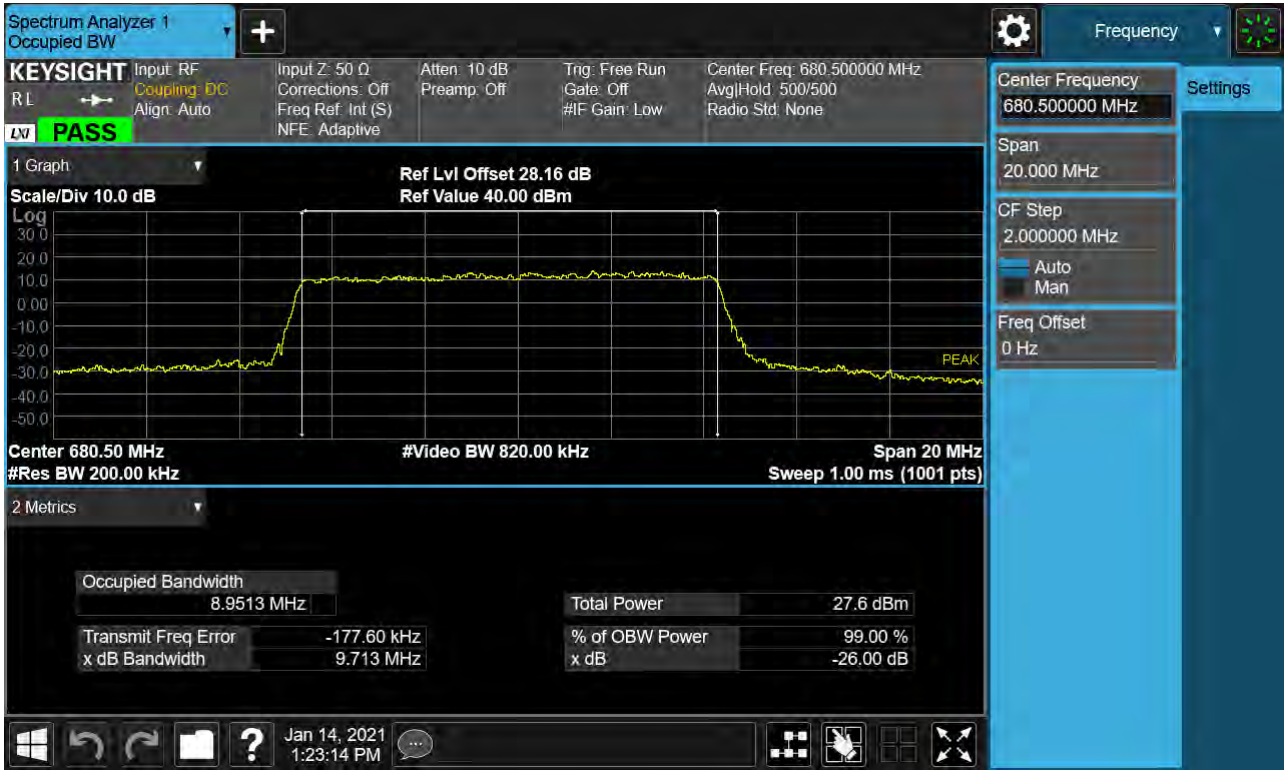 Spectrum Analyzer 1
Occupied BW
+
Frequency
KEYSIGHT
RL
LXI
PASS
Input: RF
Coupling: DC
Align: Auto
Input Z: 50 Ω
Corrections: Off
Freq Ref: Int (S)
NFE: Adaptive
Atten: 10 dB
Preamp: Off
Trig: Free Run
Gate: Off
#IF Gain: Low
Center Freq: 680.500000 MHz
Avg|Hold: 500/500
Radio Std: None
Center Frequency
680.500000 MHz
Settings
Span
20.000 MHz
CF Step
2.000000 MHz
Auto
Man
Freq Offset
0 Hz
1 Graph
Scale/Div 10.0 dB
Ref Lvl Offset 28.16 dB
Ref Value 40.00 dBm
Log
30.0
20.0
10.0
0.00
-10.0
-20.0
-30.0
-40.0
-50.0
PEAK
Center 680.50 MHz
#Video BW 820.00 kHz
Span 20 MHz
#Res BW 200.00 kHz
Sweep 1.00 ms (1001 pts)
2 Metrics
Occupied Bandwidth
8.9513 MHz
Total Power 27.6 dBm
Transmit Freq Error -177.60 kHz
% of OBW Power 99.00 %
x dB Bandwidth 9.713 MHz
x dB -26.00 dB
?
Jan 14, 2021
1:23:14 PM